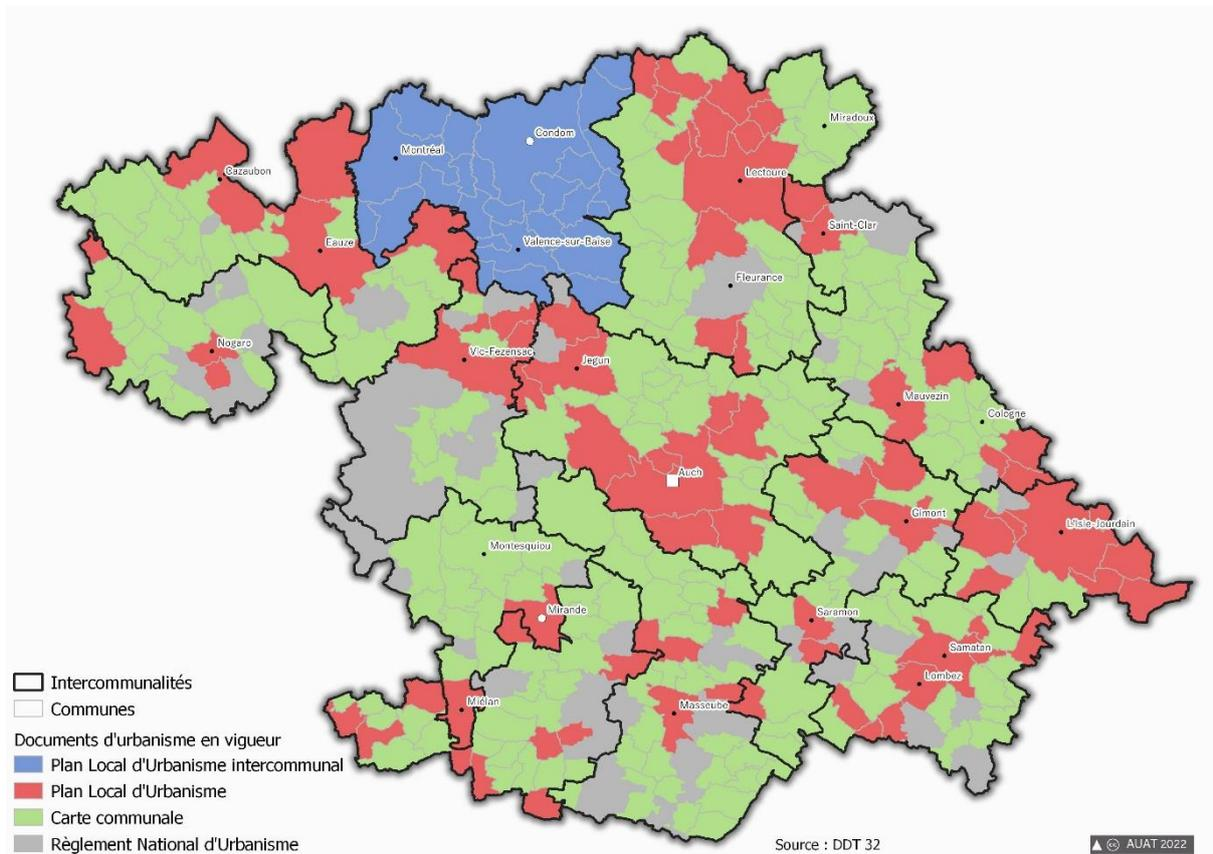 Condom
Montréal
Miradoux
Cazaubon
Lectoure
Saint-Clar
Eauze
Valence-sur-Baïse
Fleurance
Nogaro
Vic-Fezensac
Jegun
Mauvezin
Cologne
Auch
Gimont
L'Isle-Jourdain
Montesquiou
Mirande
Saramon
Samatan
Lombez
Miélan
Masseube
Intercommunalités
Communes
Documents d'urbanisme en vigueur
Plan Local d'Urbanisme intercommunal
Plan Local d'Urbanisme
Carte communale
Règlement National d'Urbanisme
Source : DDT 32
cc AUAT 2022